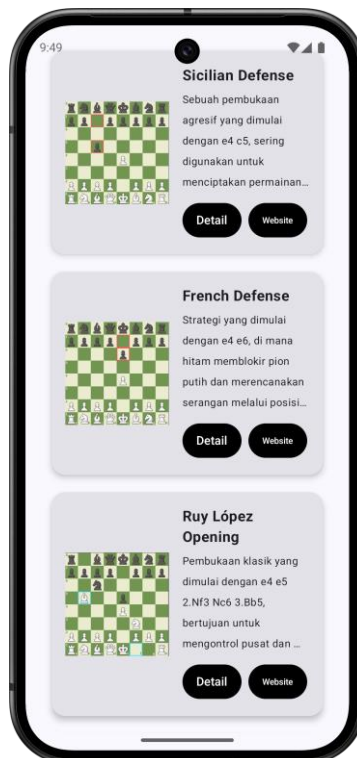 9:49
Sicilian Defense
Sebuah pembukaan
agresif yang dimulai
dengan e4 c5, sering
digunakan untuk
menciptakan permainan…
Detail
Website
French Defense
Strategi yang dimulai
dengan e4 e6, di mana
hitam memblokir pion
putih dan merencanakan
serangan melalui posisi…
Detail
Website
Ruy López
Opening
Pembukaan klasik yang
dimulai dengan e4 e5
2.Nf3 Nc6 3.Bb5,
bertujuan untuk
mengontrol pusat dan …
Detail
Website